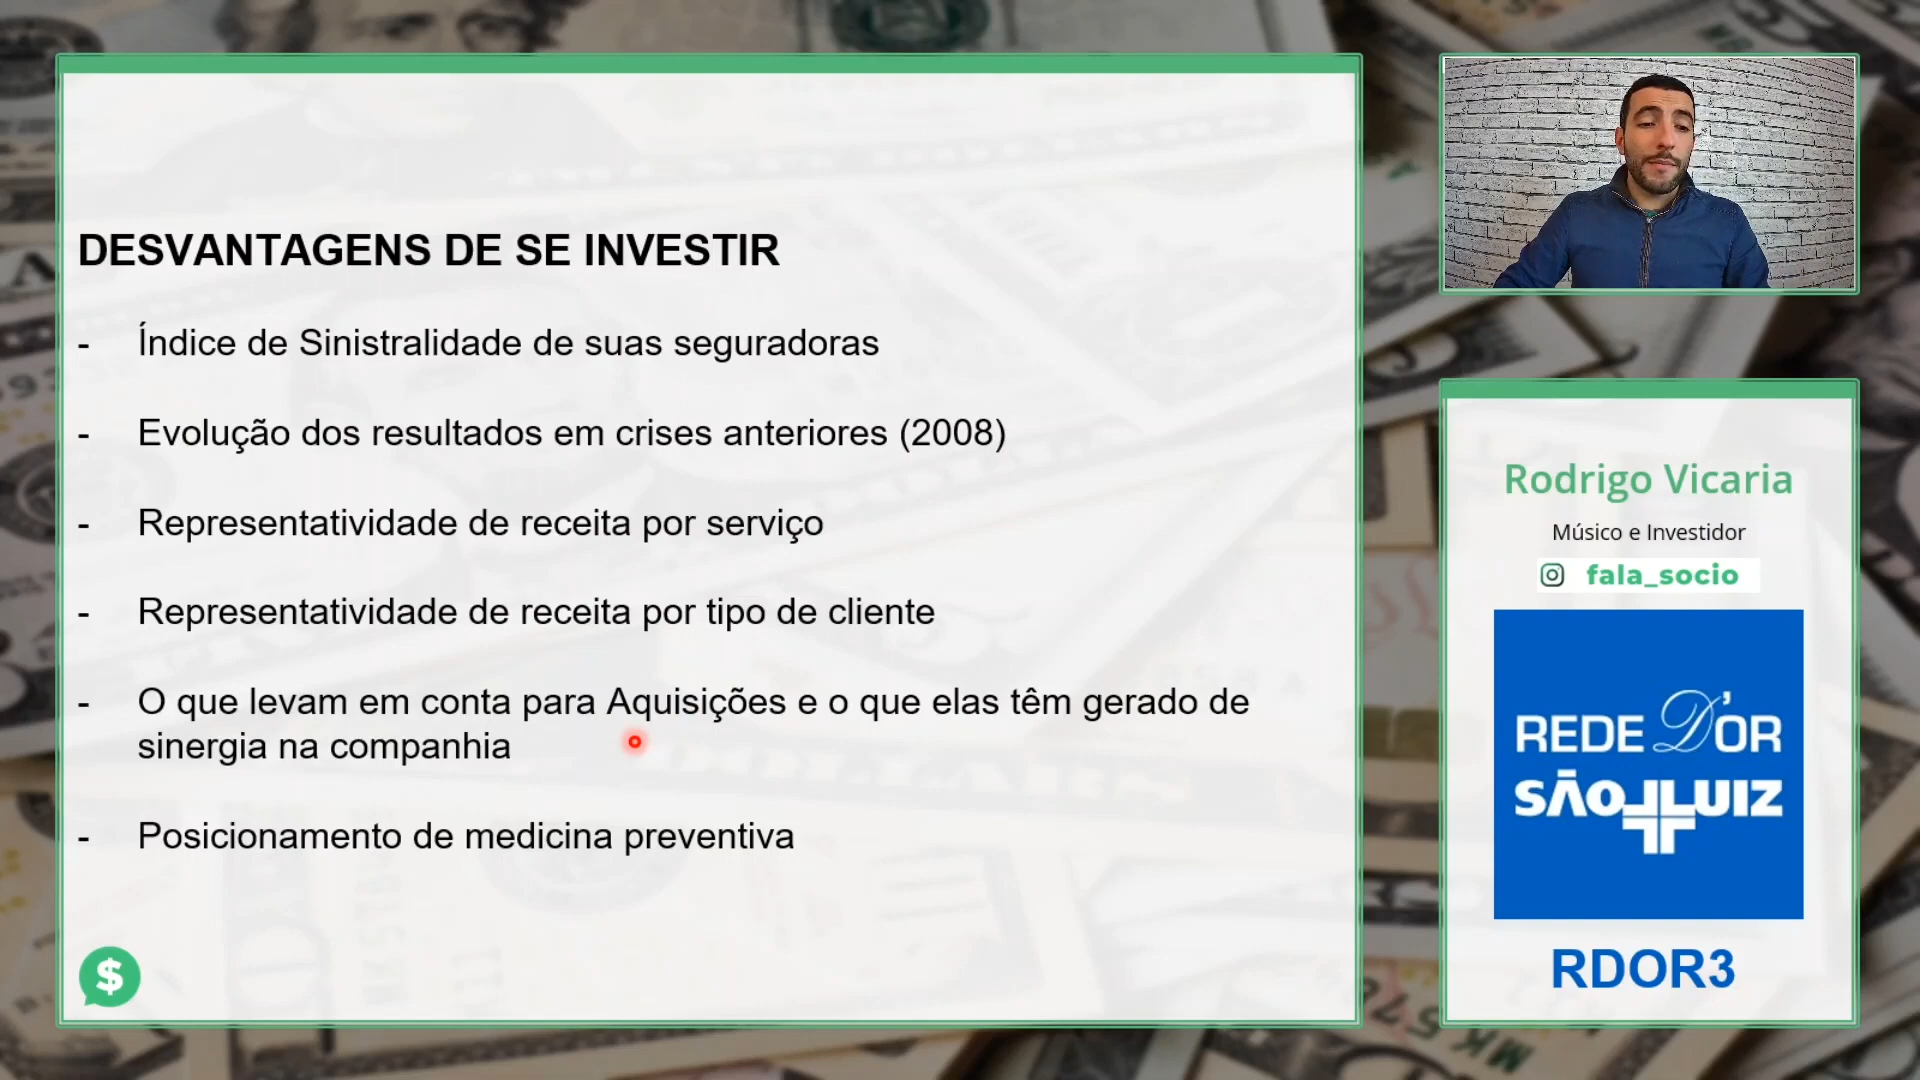 DESVANTAGENS DE SE INVESTIR
- Índice de Sinistralidade de suas seguradoras
- Evolução dos resultados em crises anteriores (2008)
- Representatividade de receita por serviço
- Representatividade de receita por tipo de cliente
- O que levam em conta para Aquisições e o que elas têm gerado de
sinergia na companhia
- Posicionamento de medicina preventiva
$
Rodrigo Vicaria
Músico e Investidor
fala_socio
REDE D'OR
SÃO LUIZ
RDOR3